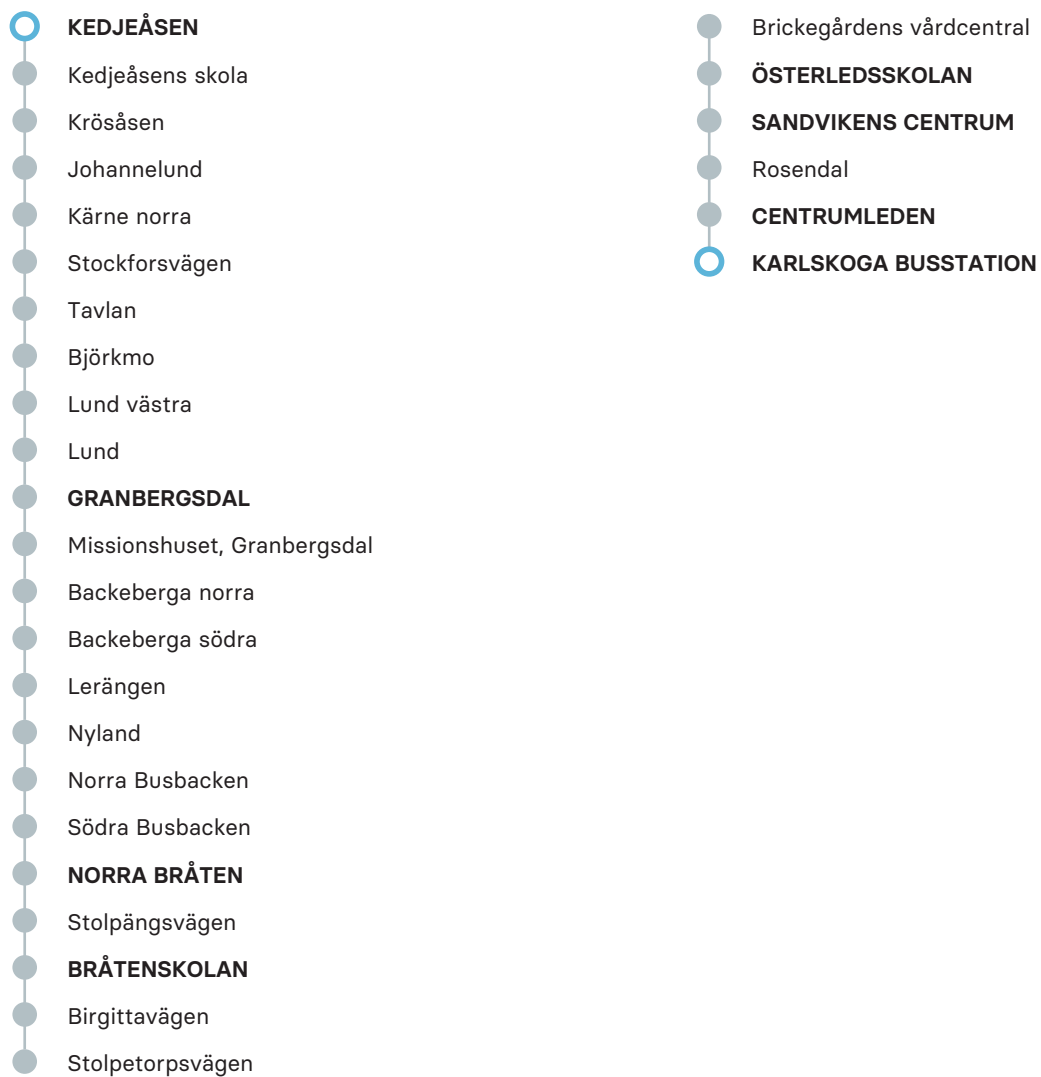 KEDJEÅSEN
Kedjeåsens skola
Krösåsen
Johannelund
Kärne norra
Stockforsvägen
Tavlan
Björkmo
Lund västra
Lund
GRANBERGSDAL
Missionshuset, Granbergsdal
Backeberga norra
Backeberga södra
Lerängen
Nyland
Norra Busbacken
Södra Busbacken
NORRA BRÅTEN
Stolpängsvägen
BRÅTENSKOLAN
Birgittavägen
Stolpetorpsvägen
Brickegårdens vårdcentral
ÖSTERLEDSSKOLAN
SANDVIKENS CENTRUM
Rosendal
CENTRUMLEDEN
KARLSKOGA BUSSTATION